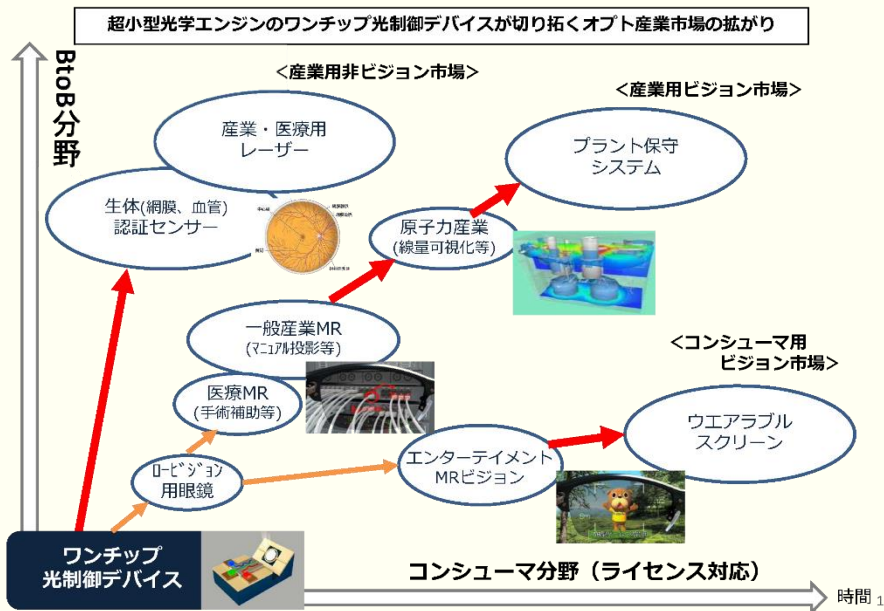 超小型光学エンジンのワンチップ光制御デバイスが切り拓くオプト産業市場の拡がり
BtoB分野
<産業用非ビジョン市場>
産業・医療用
レーザー
生体(網膜、血管)
認証センサー
<産業用ビジョン市場>
プラント保守
システム
原子力産業
(線量可視化等)
一般産業MR
(マニュアル投影等)
医療MR
(手術補助等)
<コンシューマ用
ビジョン市場>
ウエアラブル
スクリーン
エンターテイメント
MRビジョン
ロービジョン
用眼鏡
ワンチップ
光制御デバイス
コンシューマ分野(ライセンス対応)
時間 1